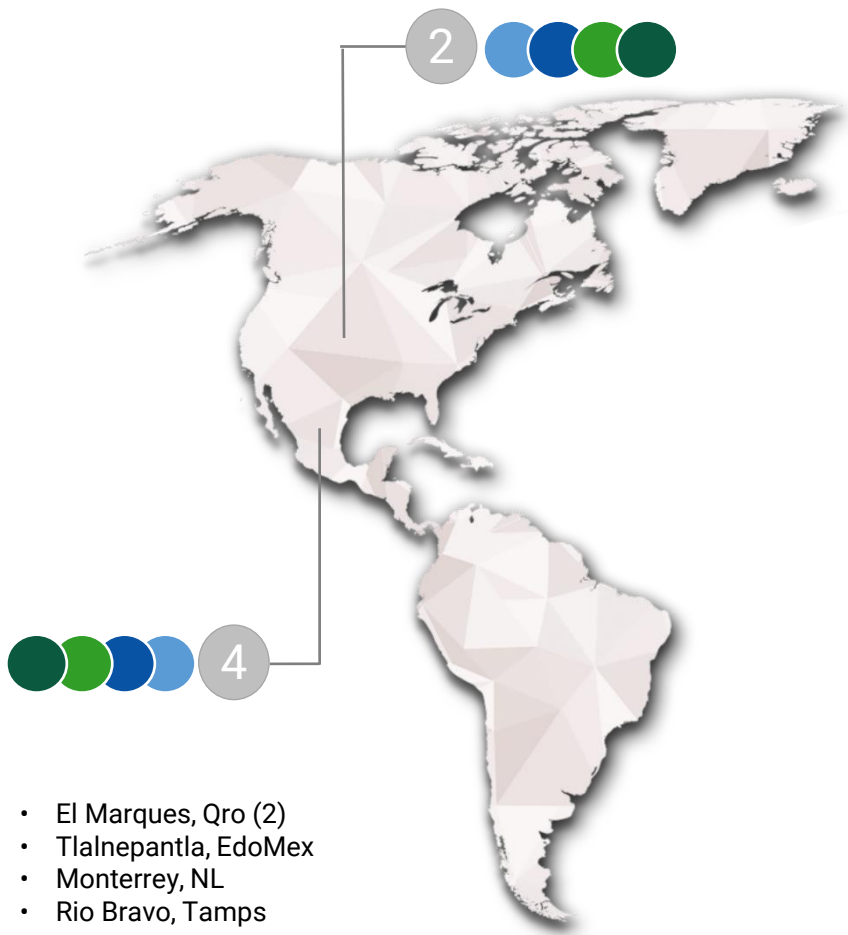 2
4
• El Marques, Qro (2)
• Tlalnepantla, EdoMex
• Monterrey, NL
• Rio Bravo, Tamps